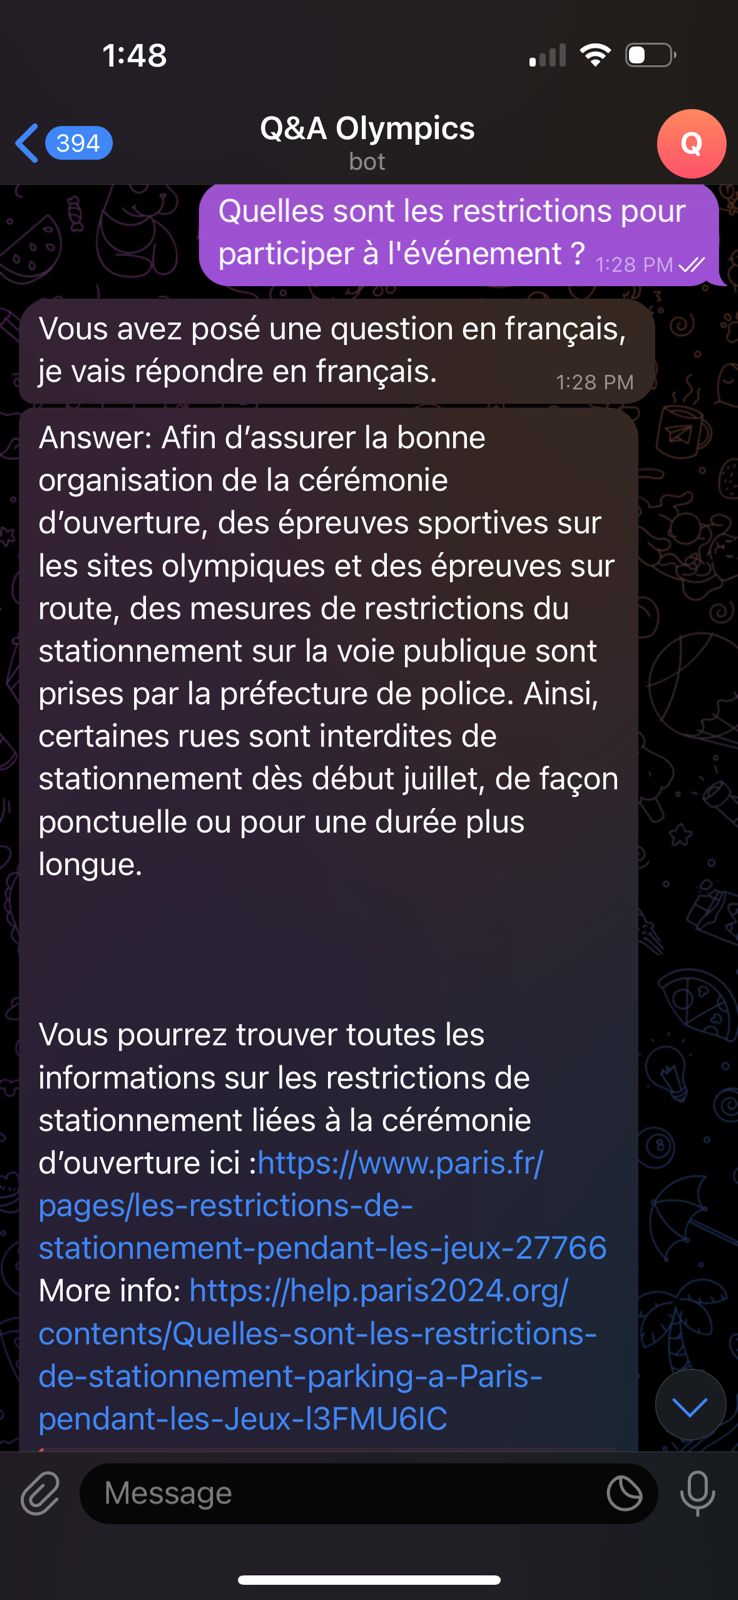 1:48
394
Q&A Olympics
bot
Q
Quelles sont les restrictions pour
participer à l'événement ? 1:28 PM
Vous avez posé une question en français,
je vais répondre en français.
1:28 PM
Answer: Afin d’assurer la bonne
organisation de la cérémonie
d’ouverture, des épreuves sportives sur
les sites olympiques et des épreuves sur
route, des mesures de restrictions du
stationnement sur la voie publique sont
prises par la préfecture de police. Ainsi,
certaines rues sont interdites de
stationnement dès début juillet, de façon
ponctuelle ou pour une durée plus
longue.
Vous pourrez trouver toutes les
informations sur les restrictions de
stationnement liées à la cérémonie
d’ouverture ici :https://www.paris.fr/
pages/les-restrictions-de-
stationnement-pendant-les-jeux-27766
More info: https://help.paris2024.org/
contents/Quelles-sont-les-restrictions-
de-stationnement-parking-a-Paris-
pendant-les-Jeux-I3FMU6IC
Message